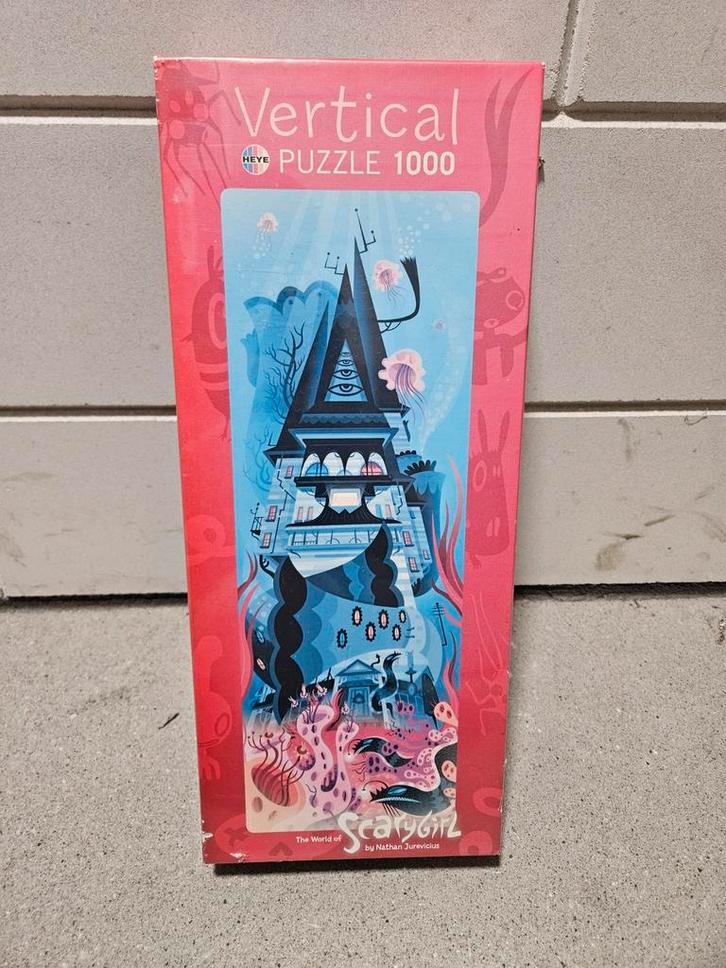 Vertical
HEYE PUZZLE 1000
The World of ScaryGirl
by Nathan Jurevicius